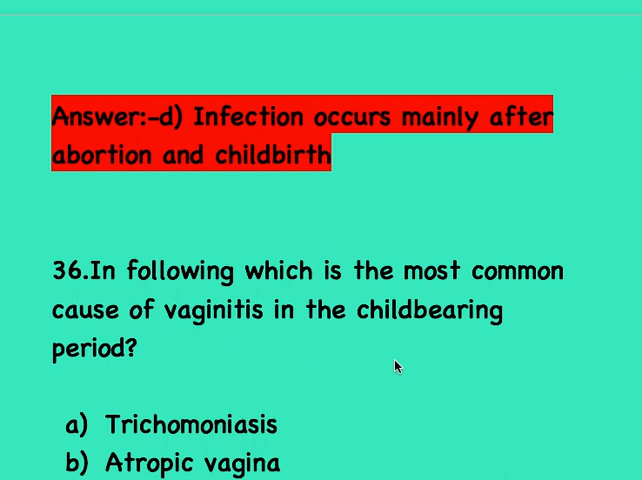 Answer:-d) Infection occurs mainly after
abortion and childbirth
36.In following which is the most common
cause of vaginitis in the childbearing
period?
a) Trichomoniasis
b) Atropic vagina